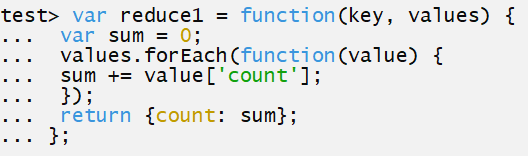 test> var reduce1 = function(key, values) {
...  var sum = 0;
...  values.forEach(function(value) {
...  sum += value['count'];
...  });
...  return {count: sum};
... };